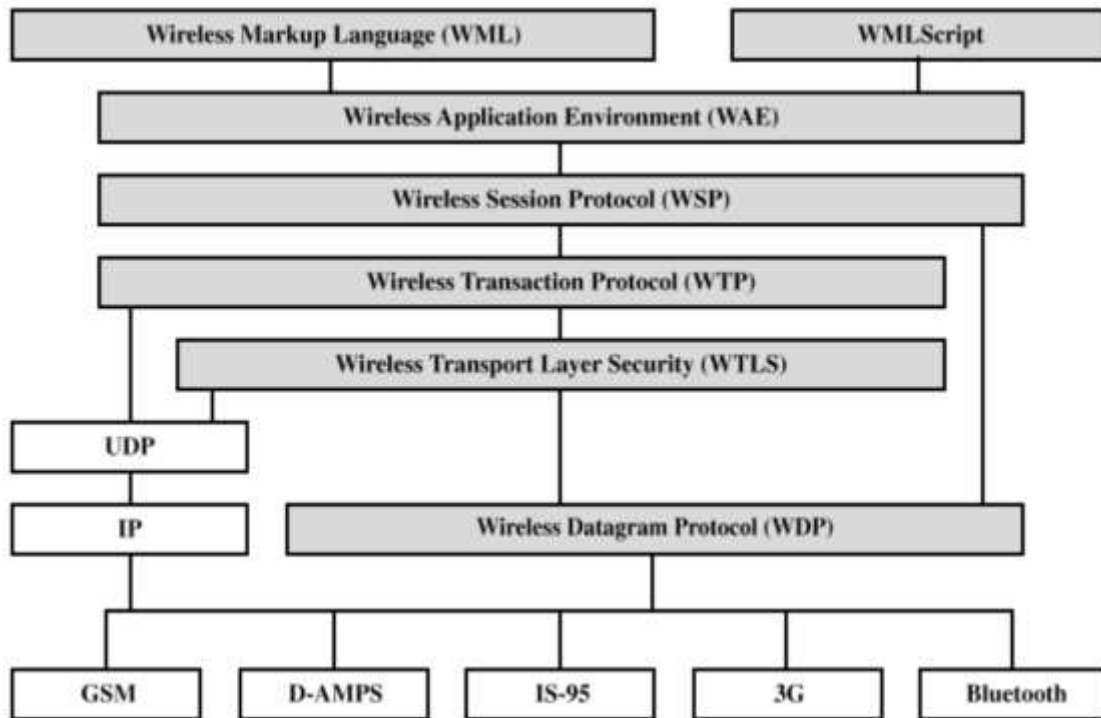 Wireless Markup Language (WML)
WMLScript
Wireless Application Environment (WAE)
Wireless Session Protocol (WSP)
Wireless Transaction Protocol (WTP)
Wireless Transport Layer Security (WTLS)
UDP
IP
Wireless Datagram Protocol (WDP)
GSM
D-AMPS
IS-95
3G
Bluetooth